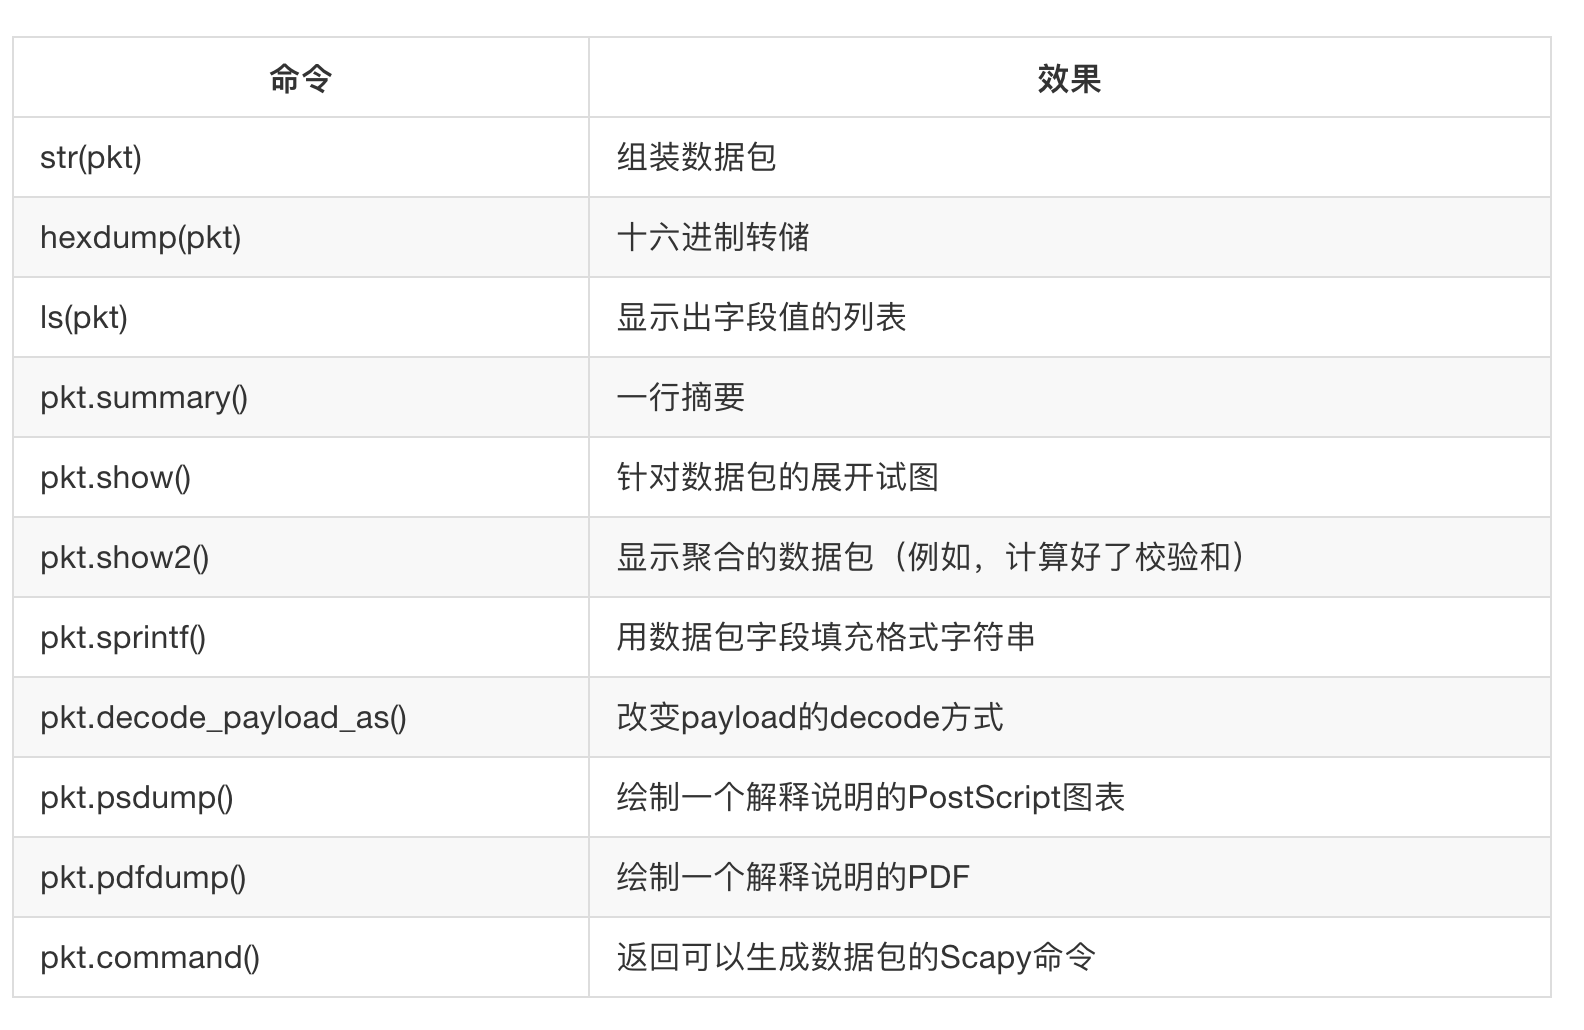 命令 效果
str(pkt) 组装数据包
hexdump(pkt) 十六进制转储
ls(pkt) 显示出字段值的列表
pkt.summary() 一行摘要
pkt.show() 针对数据包的展开试图
pkt.show2() 显示聚合的数据包（例如，计算好了校验和）
pkt.sprintf() 用数据包字段填充格式字符串
pkt.decode_payload_as() 改变payload的decode方式
pkt.psdump() 绘制一个解释说明的PostScript图表
pkt.pdfdump() 绘制一个解释说明的PDF
pkt.command() 返回可以生成数据包的Scapy命令